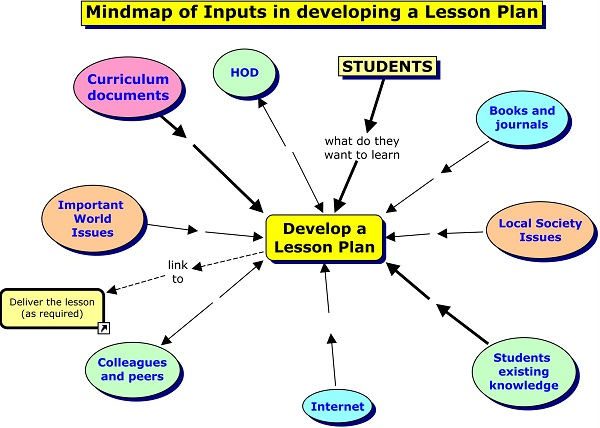 Mindmap of Inputs in developing a Lesson Plan
Curriculum
documents
HOD
STUDENTS
what do they
want to learn
Books and
journals
Important
World
Issues
Develop a
Lesson Plan
Local Society
Issues
link
to
Deliver the lesson
(as required)
Colleagues
and peers
Internet
Students
existing
knowledge